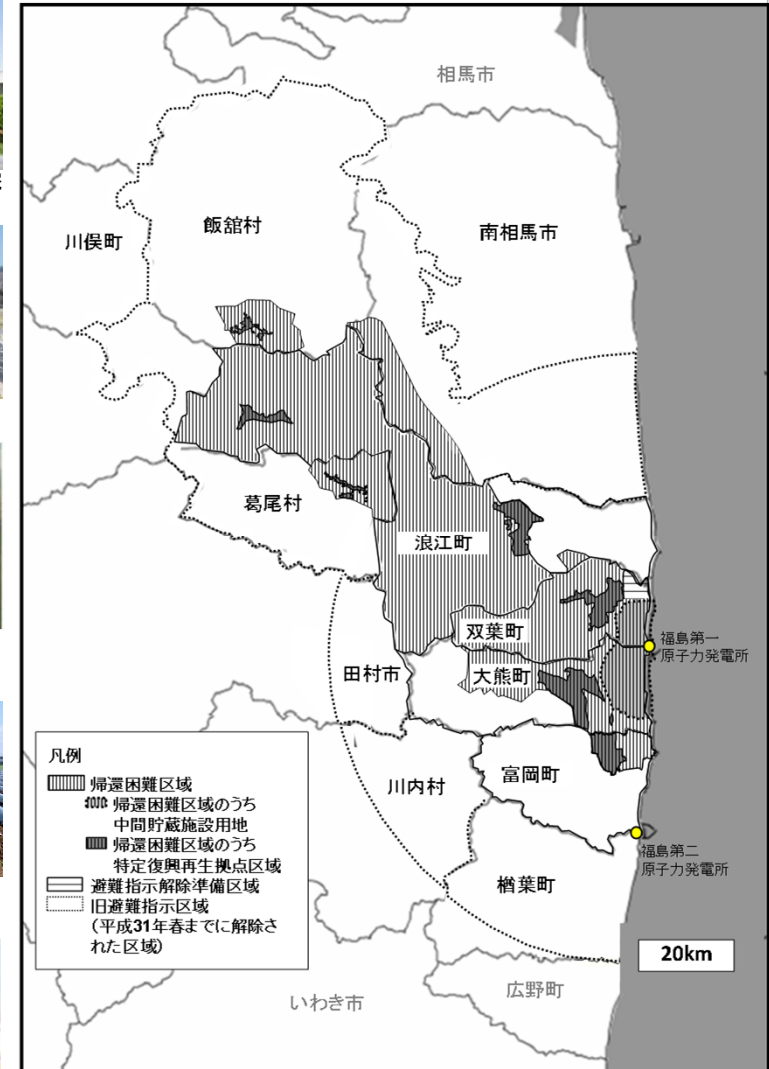 相馬市
飯舘村
川俣町
南相馬市
葛尾村
浪江町
双葉町
福島第一
原子力発電所
田村市
大熊町
凡例
帰還困難区域
帰還困難区域のうち
中間貯蔵施設用地
帰還困難区域のうち
特定復興再生拠点区域
避難指示解除準備区域
旧避難指示区域
(平成31年春までに解除さ
れた区域)
川内村
富岡町
福島第二
原子力発電所
楢葉町
20km
広野町
いわき市